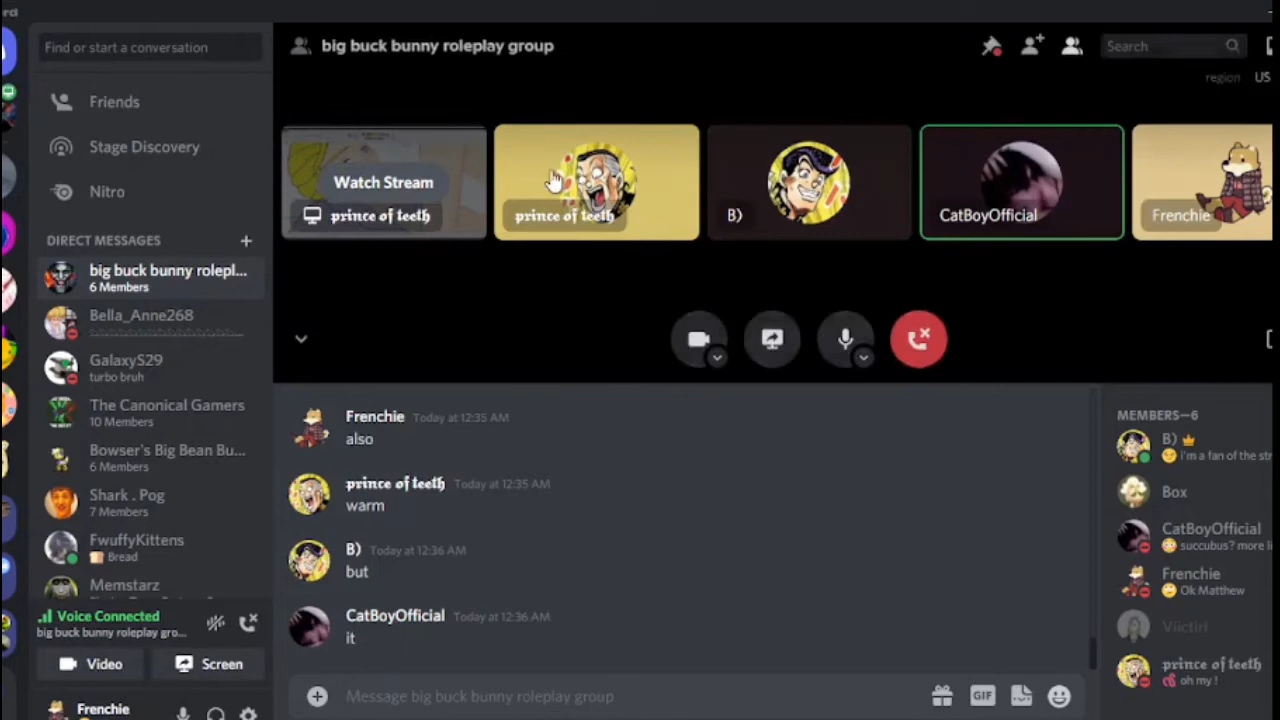 ord
Find or start a conversation
big buck bunny roleplay group
Search
region US
Friends
Stage Discovery
Nitro
DIRECT MESSAGES
big buck bunny rolepl...
6 Members
Bella_Anne268
GalaxyS29
turbo bruh
The Canonical Gamers
10 Members
Bowser's Big Bean Bu...
6 Members
Shark . Pog
7 Members
FwuffyKittens
Bread
Memstarz
Voice Connected
big buck bunny roleplay gro...
Video
Screen
Frenchie
Watch Stream
prince of teeth
prince of teeth
B)
CatBoyOfficial
Frenchie
Frenchie Today at 12:35 AM
also
prince of teeth Today at 12:35 AM
warm
B) Today at 12:36 AM
but
CatBoyOfficial Today at 12:36 AM
it
Message big buck bunny roleplay group
GIF
MEMBERS—6
B)
i'm a fan of the str
Box
CatBoyOfficial
succubus? more li
Frenchie
Ok Matthew
Viictirl
prince of teeth
oh my !